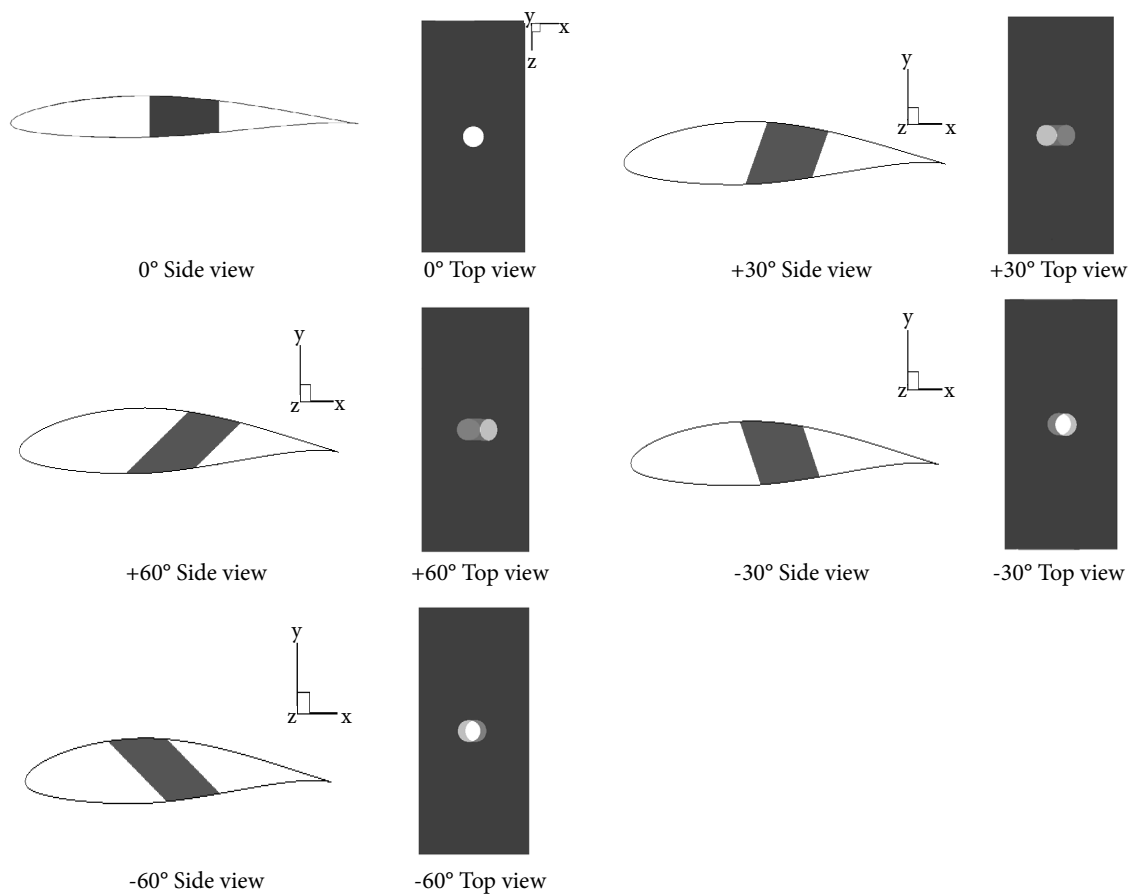 y
x
z
y
z
x
0° Side view
0° Top view
+30° Side view
+30° Top view
y
z
x
y
z
x
+60° Side view
+60° Top view
-30° Side view
-30° Top view
y
z
x
-60° Side view
-60° Top view